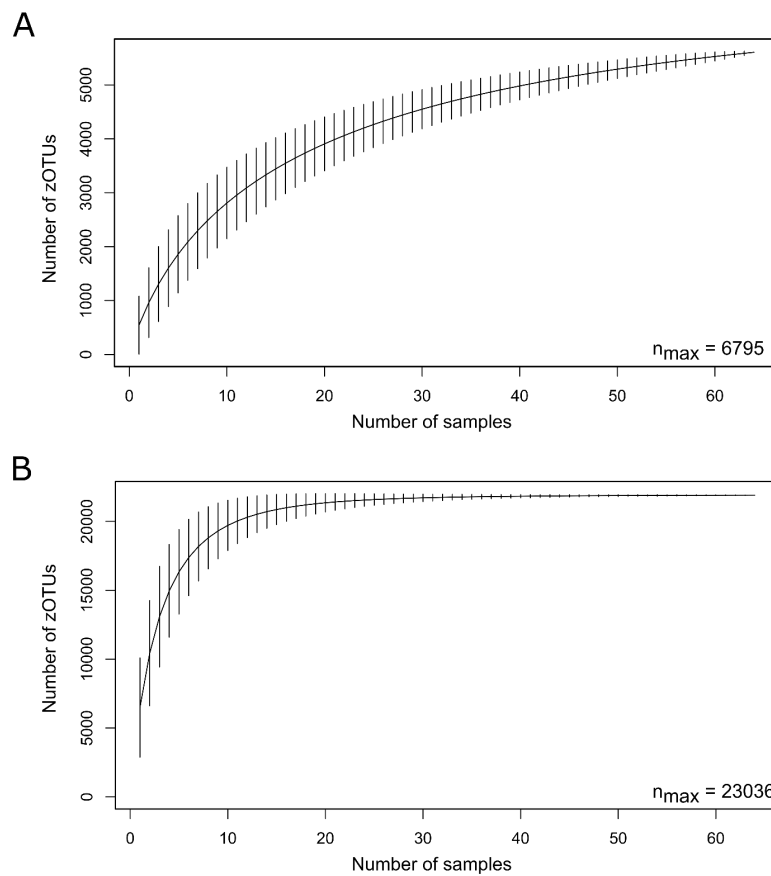 A
Number of zOTUs
5000
4000
3000
2000
1000
0
n_max = 6795
0 10 20 30 40 50 60
Number of samples
B
Number of zOTUs
20000
15000
10000
5000
0
n_max = 23036
0 10 20 30 40 50 60
Number of samples